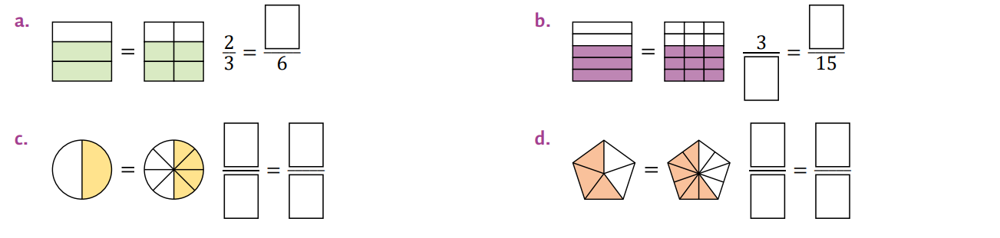 a. = 2/3 = □/6
b. = 3/□ = □/15
c. = □/□ = □/□
d. = □/□ = □/□